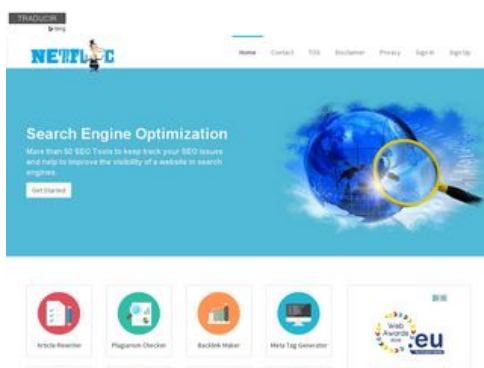 TRADUCIR
bing
Home Contact TOS Disclaimer Privacy Sign In Sign Up
Search Engine Optimization
More than 50 SEO Tools to keep track your SEO issues
and help to improve the visibility of a website in search
engines.
Get Started
Article Rewriter Plagiarism Checker Backlink Maker Meta Tag Generator
Web
Awards
.eu